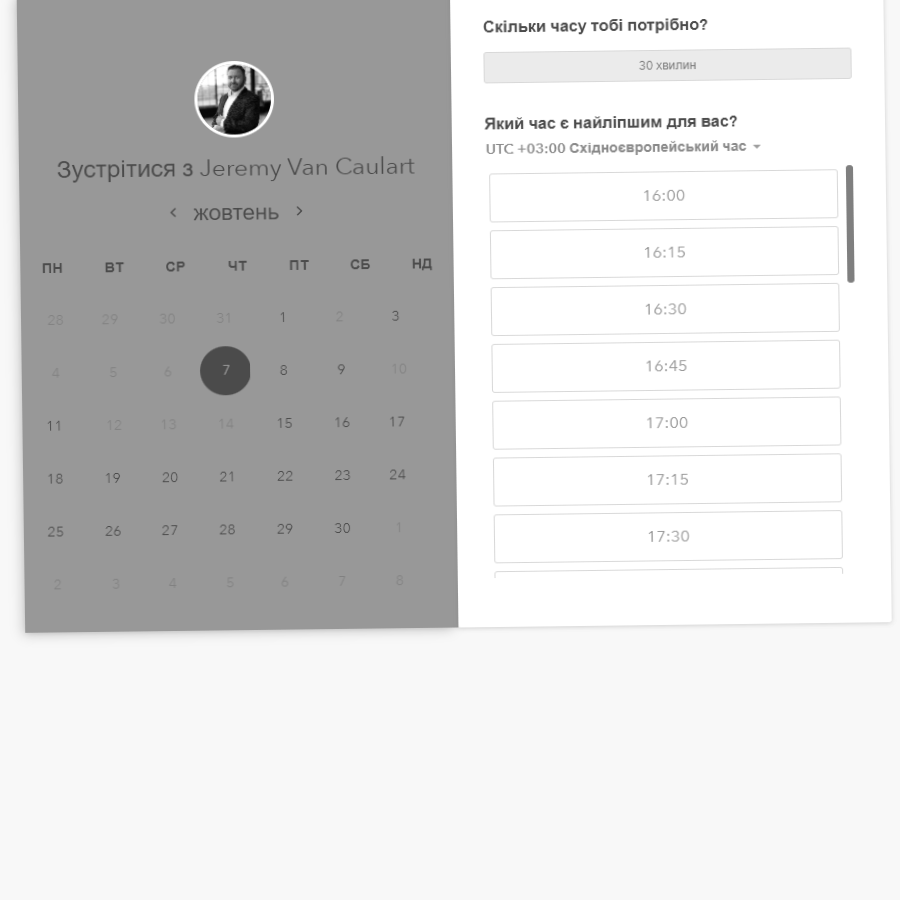 Зустрітися з Jeremy Van Caulart
жовтень
ПН ВТ СР ЧТ ПТ СБ НД
28 29 30 31 1 2 3
4 5 6 7 8 9 10
11 12 13 14 15 16 17
18 19 20 21 22 23 24
25 26 27 28 29 30 1
2 3 4 5 6 7 8
Скільки часу тобі потрібно?
30 хвилин
Який час є найліпшим для вас?
UTC +03:00 Східноєвропейський час
16:00
16:15
16:30
16:45
17:00
17:15
17:30